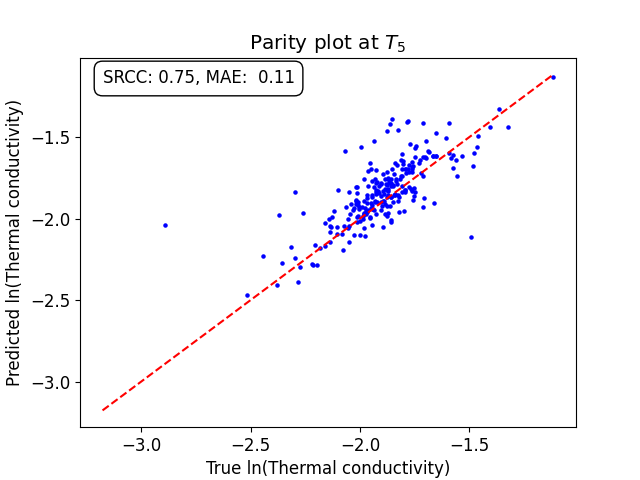 Parity plot at T5
SRCC: 0.75, MAE:  0.11
Predicted ln(Thermal conductivity)
−1.5
−2.0
−2.5
−3.0
−3.0 −2.5 −2.0 −1.5
True ln(Thermal conductivity)